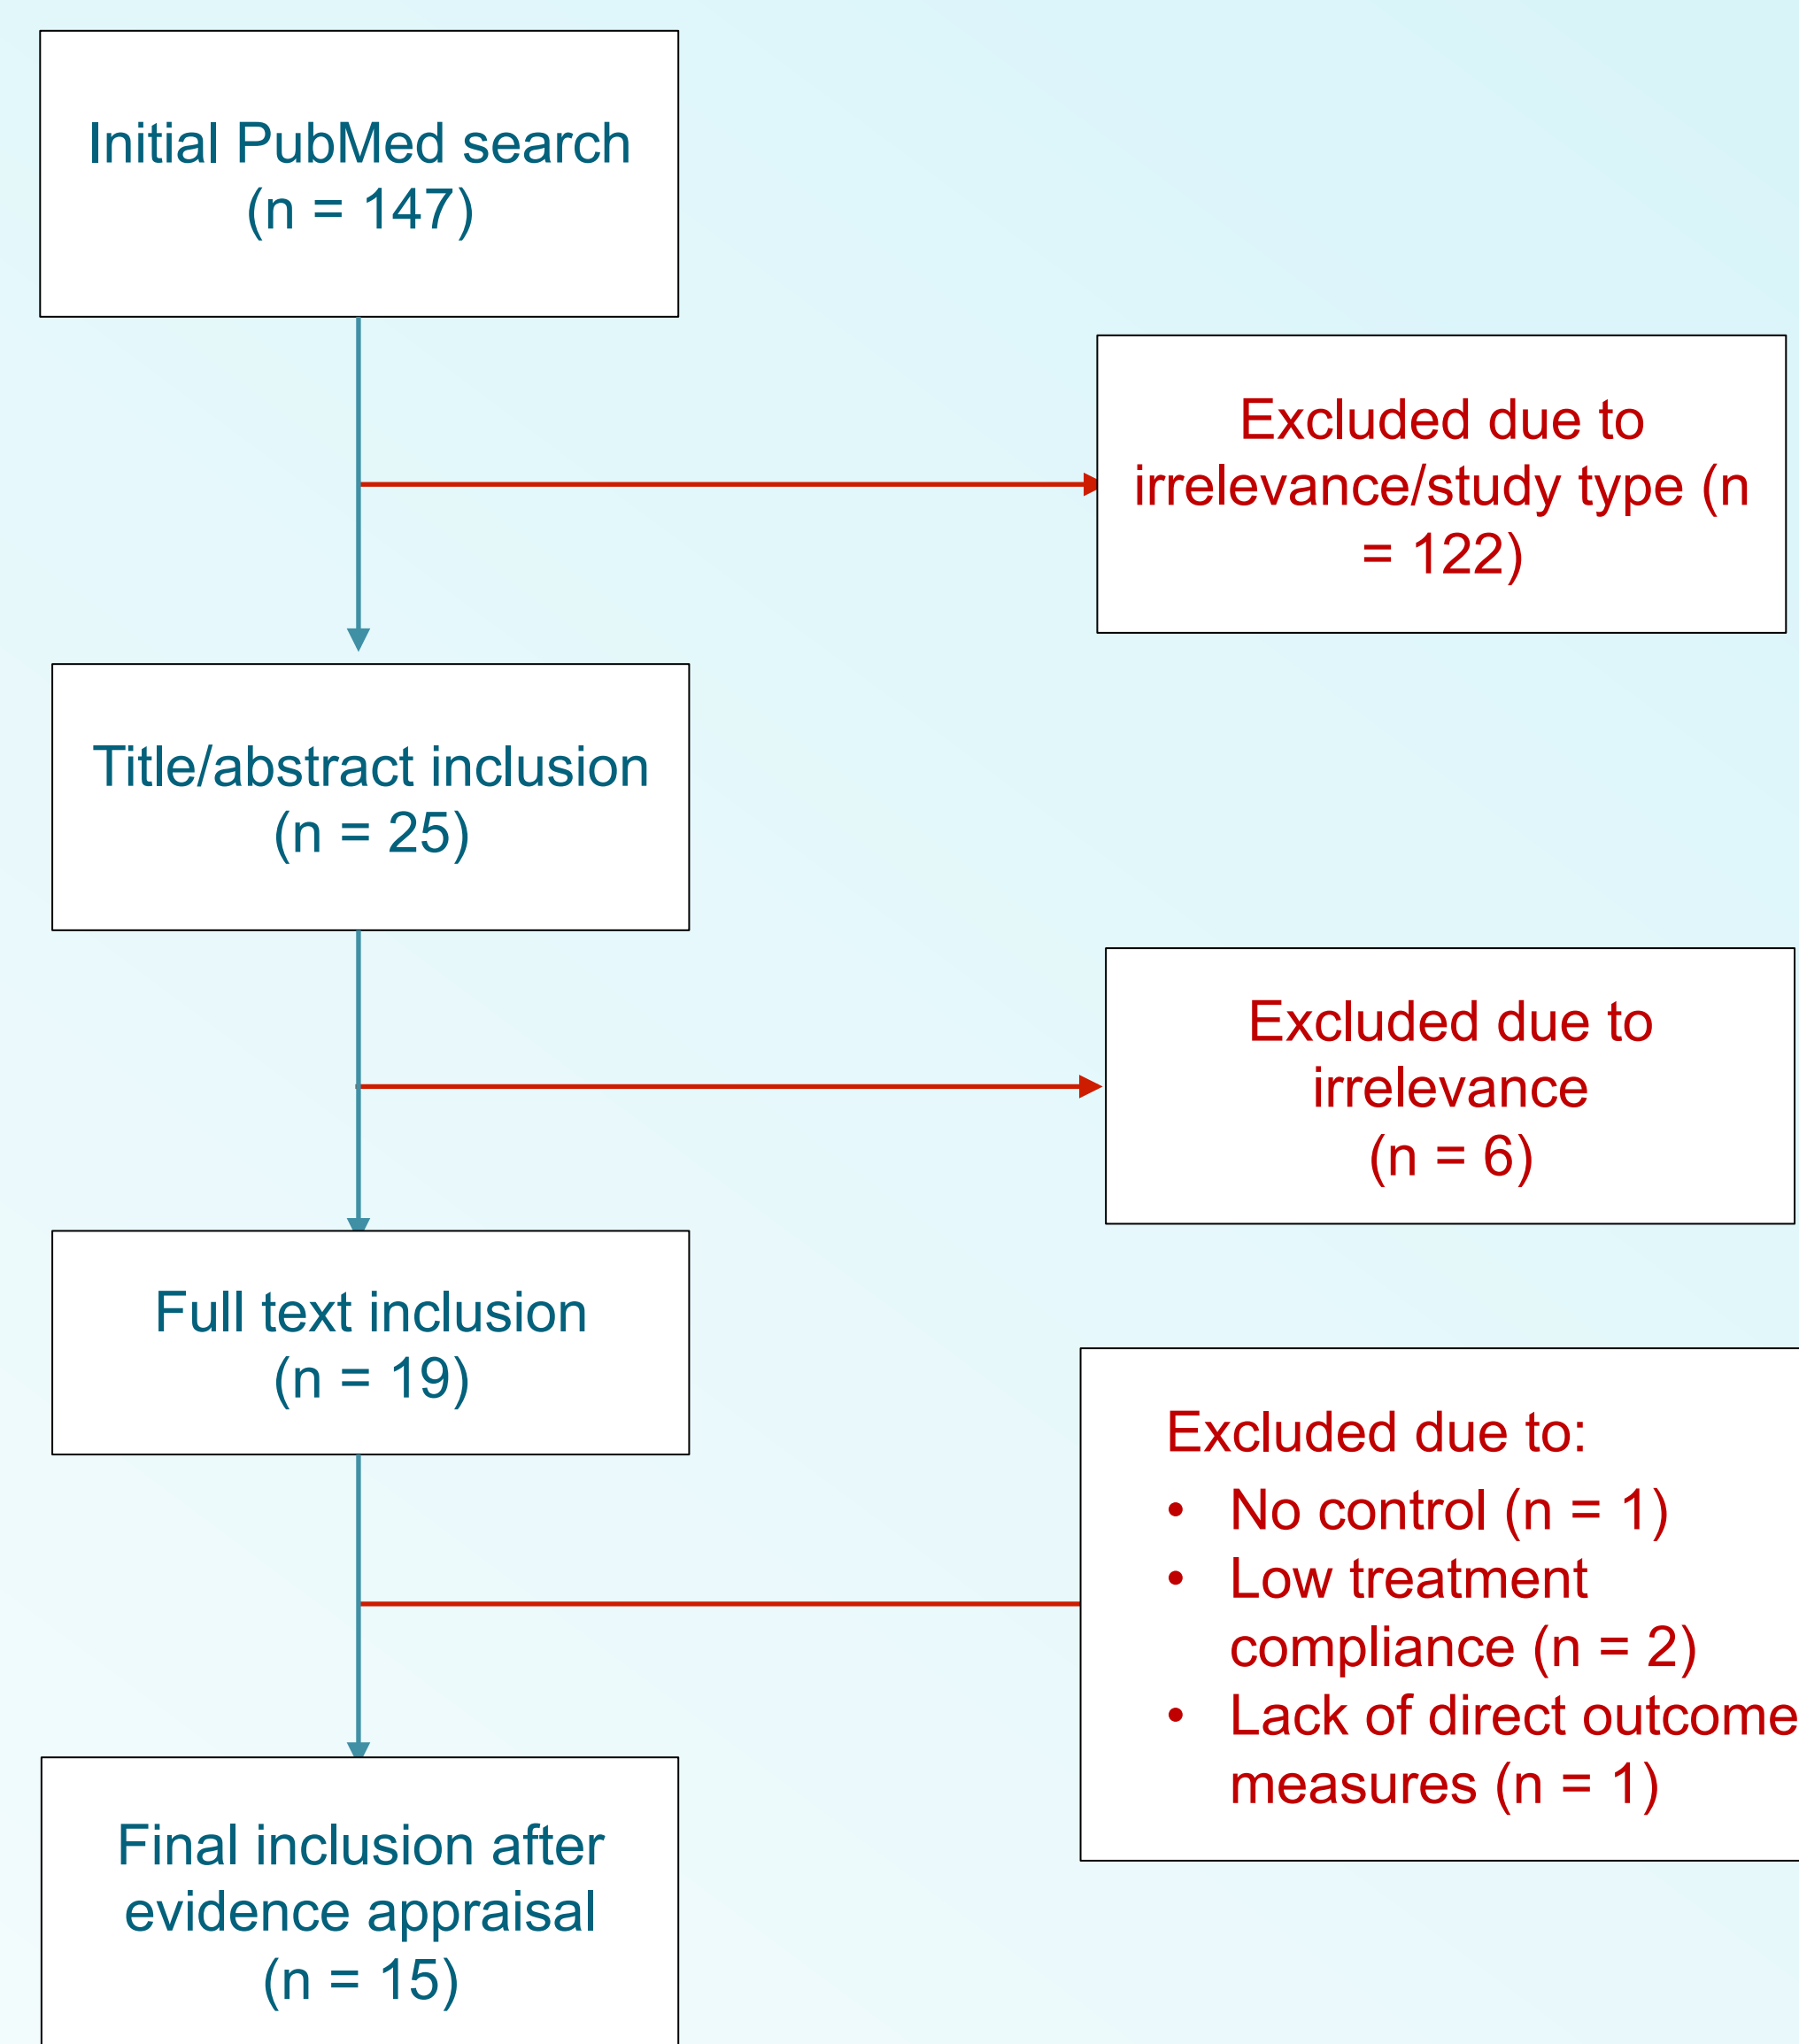 Initial PubMed search
(n = 147)
Excluded due to
irrelevance/study type (n
= 122)
Title/abstract inclusion
(n = 25)
Excluded due to
irrelevance
(n = 6)
Full text inclusion
(n = 19)
Excluded due to:
• No control (n = 1)
• Low treatment
compliance (n = 2)
• Lack of direct outcome
measures (n = 1)
Final inclusion after
evidence appraisal
(n = 15)